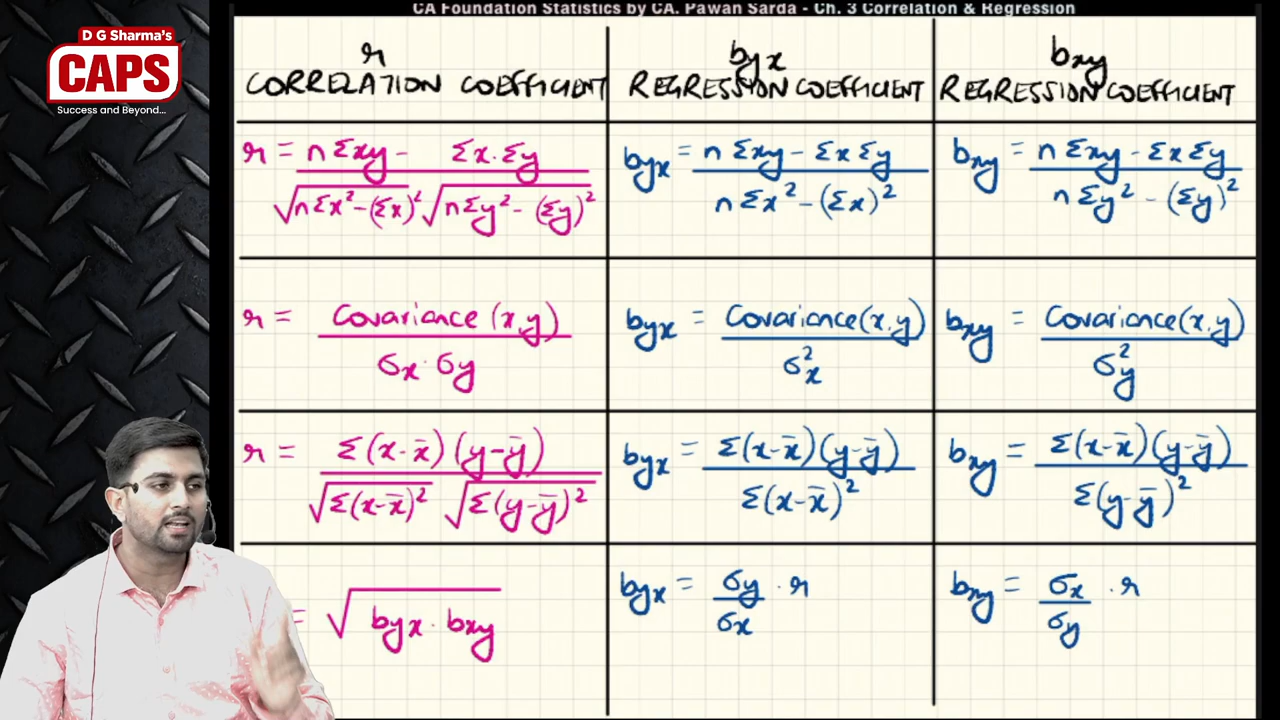 CA Foundation Statistics by CA. Pawan Sarda - Ch. 3 Correlation & Regression
D G Sharma's
CAPS
Success and Beyond...
r
CORRELATION COEFFICIENT
byx
REGRESSION COEFFICIENT
bxy
REGRESSION COEFFICIENT
r = nΣxy - Σx·Σy / √nΣx²-(Σx)² √nΣy²-(Σy)²
byx = nΣxy - ΣxΣy / nΣx²-(Σx)²
bxy = nΣxy - ΣxΣy / nΣy²-(Σy)²
r = Covariance (x,y) / σx·σy
byx = Covariance(x,y) / σ²x
bxy = Covariance(x,y) / σ²y
r = Σ(x-x̄)(y-ȳ) / √Σ(x-x̄)² √Σ(y-ȳ)²
byx = Σ(x-x̄)(y-ȳ) / Σ(x-x̄)²
bxy = Σ(x-x̄)(y-ȳ) / Σ(y-ȳ)²
= √byx·bxy
byx = σy/σx · r
bxy = σx/σy · r